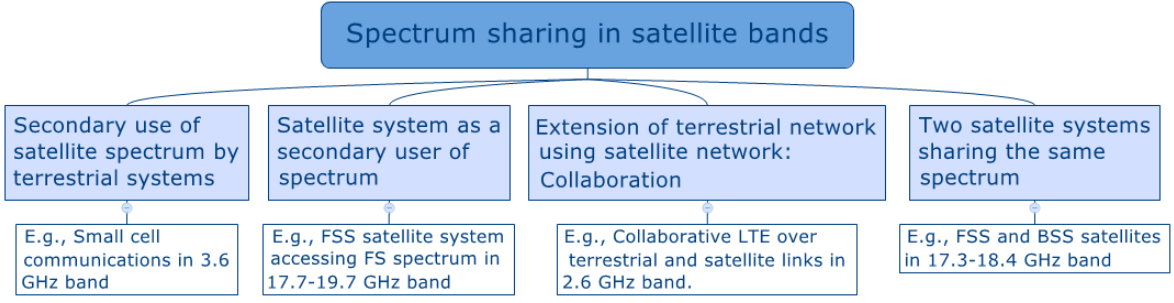 Spectrum sharing in satellite bands
Secondary use of
satellite spectrum by
terrestrial systems
Satellite system as a
secondary user of
spectrum
Extension of terrestrial network
using satellite network:
Collaboration
Two satellite systems
sharing the same
spectrum
E.g., Small cell
communications in 3.6
GHz band
E.g., FSS satellite system
accessing FS spectrum in
17.7-19.7 GHz band
E.g., Collaborative LTE over
terrestrial and satellite links in
2.6 GHz band.
E.g., FSS and BSS satellites
in 17.3-18.4 GHz band